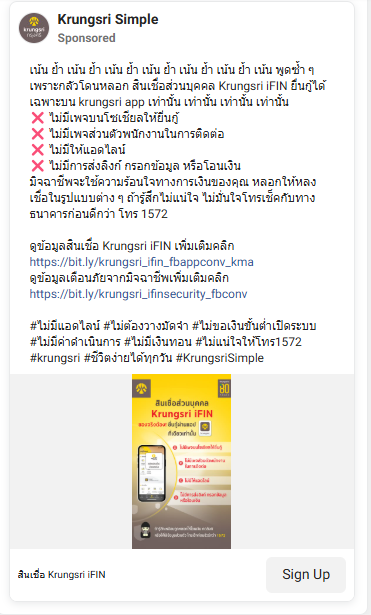 Krungsri Simple
Sponsored
krungsri
กรุงศรี
เน้น ย้ำ เน้น ย้ำ เน้น ย้ำ เน้น ย้ำ เน้น ย้ำ เน้น พูดซ้ำ ๆ
เพราะกลัวโดนหลอก สินเชื่อส่วนบุคคล Krungsri iFIN ยื่นกู้ได้
เฉพาะบน krungsri app เท่านั้น เท่านั้น เท่านั้น เท่านั้น
❌ ไม่มีเพจบนโซเชียลให้ยื่นกู้
❌ ไม่มีเพจส่วนตัวพนักงานในการติดต่อ
❌ ไม่มีให้แอดไลน์
❌ ไม่มีการส่งลิงก์ กรอกข้อมูล หรือโอนเงิน
มิจฉาชีพจะใช้ความร้อนใจทางการเงินของคุณ หลอกให้หลง
เชื่อในรูปแบบต่าง ๆ ถ้ารู้สึกไม่แน่ใจ ไม่มั่นใจโทรเช็คกับทาง
ธนาคารก่อนดีกว่า โทร 1572
ดูข้อมูลสินเชื่อ Krungsri iFIN เพิ่มเติมคลิก
https://bit.ly/krungsri_ifin_fbappconv_kma
ดูข้อมูลเตือนภัยจากมิจฉาชีพเพิ่มเติมคลิก
https://bit.ly/krungsri_ifinsecurity_fbconv
#ไม่มีแอดไลน์ #ไม่ต้องวางมัดจำ #ไม่ขอเงินขั้นต่ำเปิดระบบ
#ไม่มีค่าดำเนินการ #ไม่มีเงินทอน #ไม่แน่ใจให้โทร1572
#krungsri #ชีวิตง่ายได้ทุกวัน #KrungsriSimple
สินเชื่อส่วนบุคคล
Krungsri iFIN
สินเชื่อ Krungsri iFIN
Sign Up